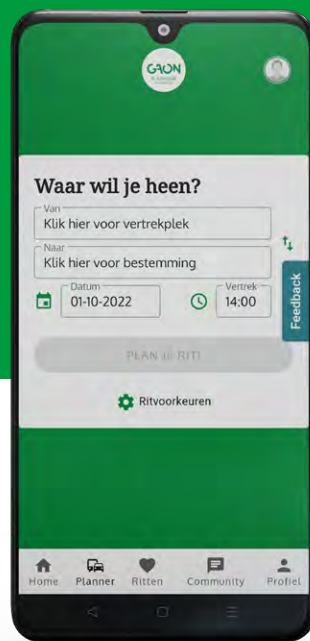 GAON
Waar wil je heen?
Van
Klik hier voor vertrekplek
Naar
Klik hier voor bestemming
Datum
01-10-2022
Vertrek
14:00
Feedback
PLAN JE RIT!
Ritvoorkeuren
Home Planner Ritten Community Profiel